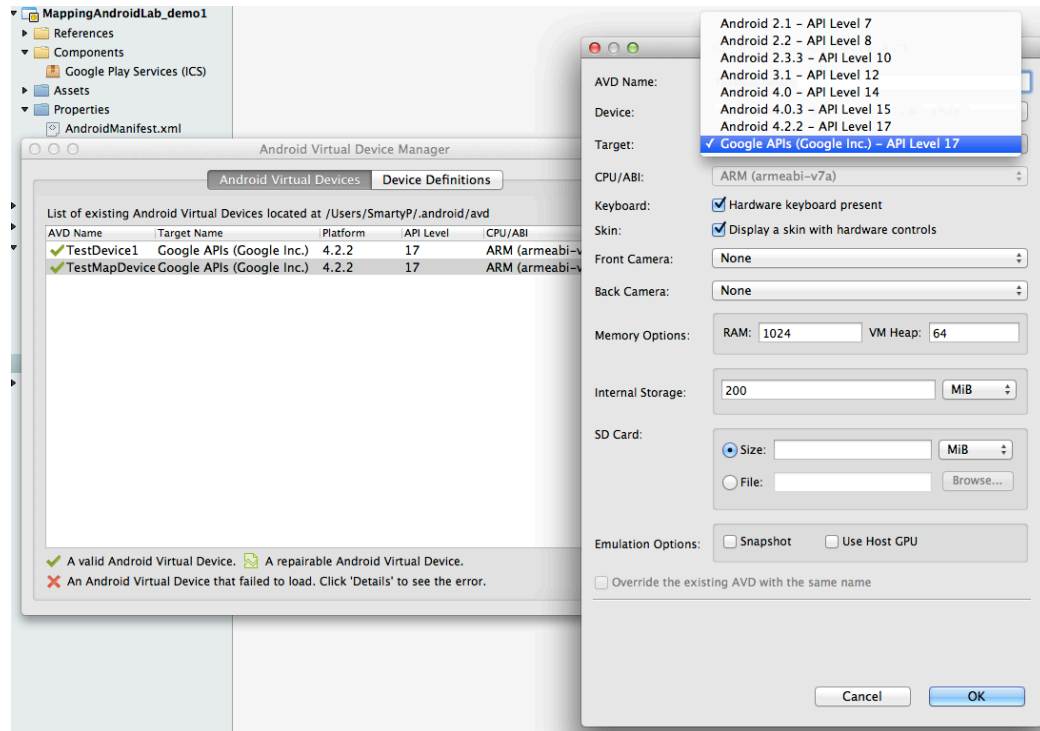 MappingAndroidLab_demo1
References
Components
Google Play Services (ICS)
Assets
Properties
AndroidManifest.xml
Android Virtual Device Manager
Android Virtual Devices
Device Definitions
List of existing Android Virtual Devices located at /Users/SmartyP/.android/avd
AVD Name Target Name Platform API Level CPU/ABI
TestDevice1 Google APIs (Google Inc.) 4.2.2 17 ARM (armeabi-v
TestMapDevice Google APIs (Google Inc.) 4.2.2 17 ARM (armeabi-v
A valid Android Virtual Device. A repairable Android Virtual Device.
An Android Virtual Device that failed to load. Click 'Details' to see the error.
Android 2.1 – API Level 7
Android 2.2 – API Level 8
Android 2.3.3 – API Level 10
Android 3.1 – API Level 12
Android 4.0 – API Level 14
Android 4.0.3 – API Level 15
Android 4.2.2 – API Level 17
✓ Google APIs (Google Inc.) – API Level 17
AVD Name:
Device:
Target:
CPU/ABI: ARM (armeabi-v7a)
Keyboard: Hardware keyboard present
Skin: Display a skin with hardware controls
Front Camera: None
Back Camera: None
Memory Options: RAM: 1024 VM Heap: 64
Internal Storage: 200 MiB
SD Card:
Size: MiB
File: Browse...
Emulation Options: Snapshot Use Host GPU
Override the existing AVD with the same name
Cancel OK